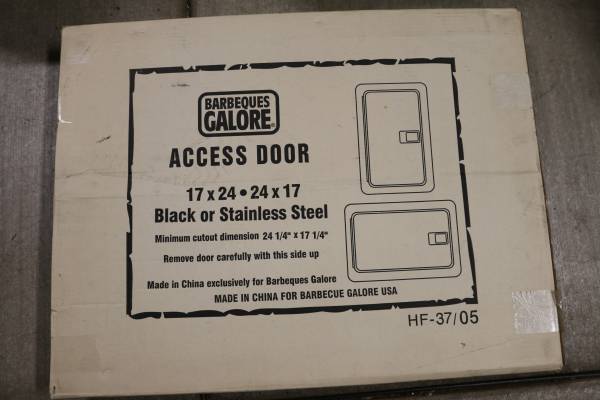 BARBEQUES
GALORE®
ACCESS DOOR
17 x 24 • 24 x 17
Black or Stainless Steel
Minimum cutout dimension 24 1/4" x 17 1/4"
Remove door carefully with this side up
Made in China exclusively for Barbeques Galore
MADE IN CHINA FOR BARBECUE GALORE USA
HF-37/05